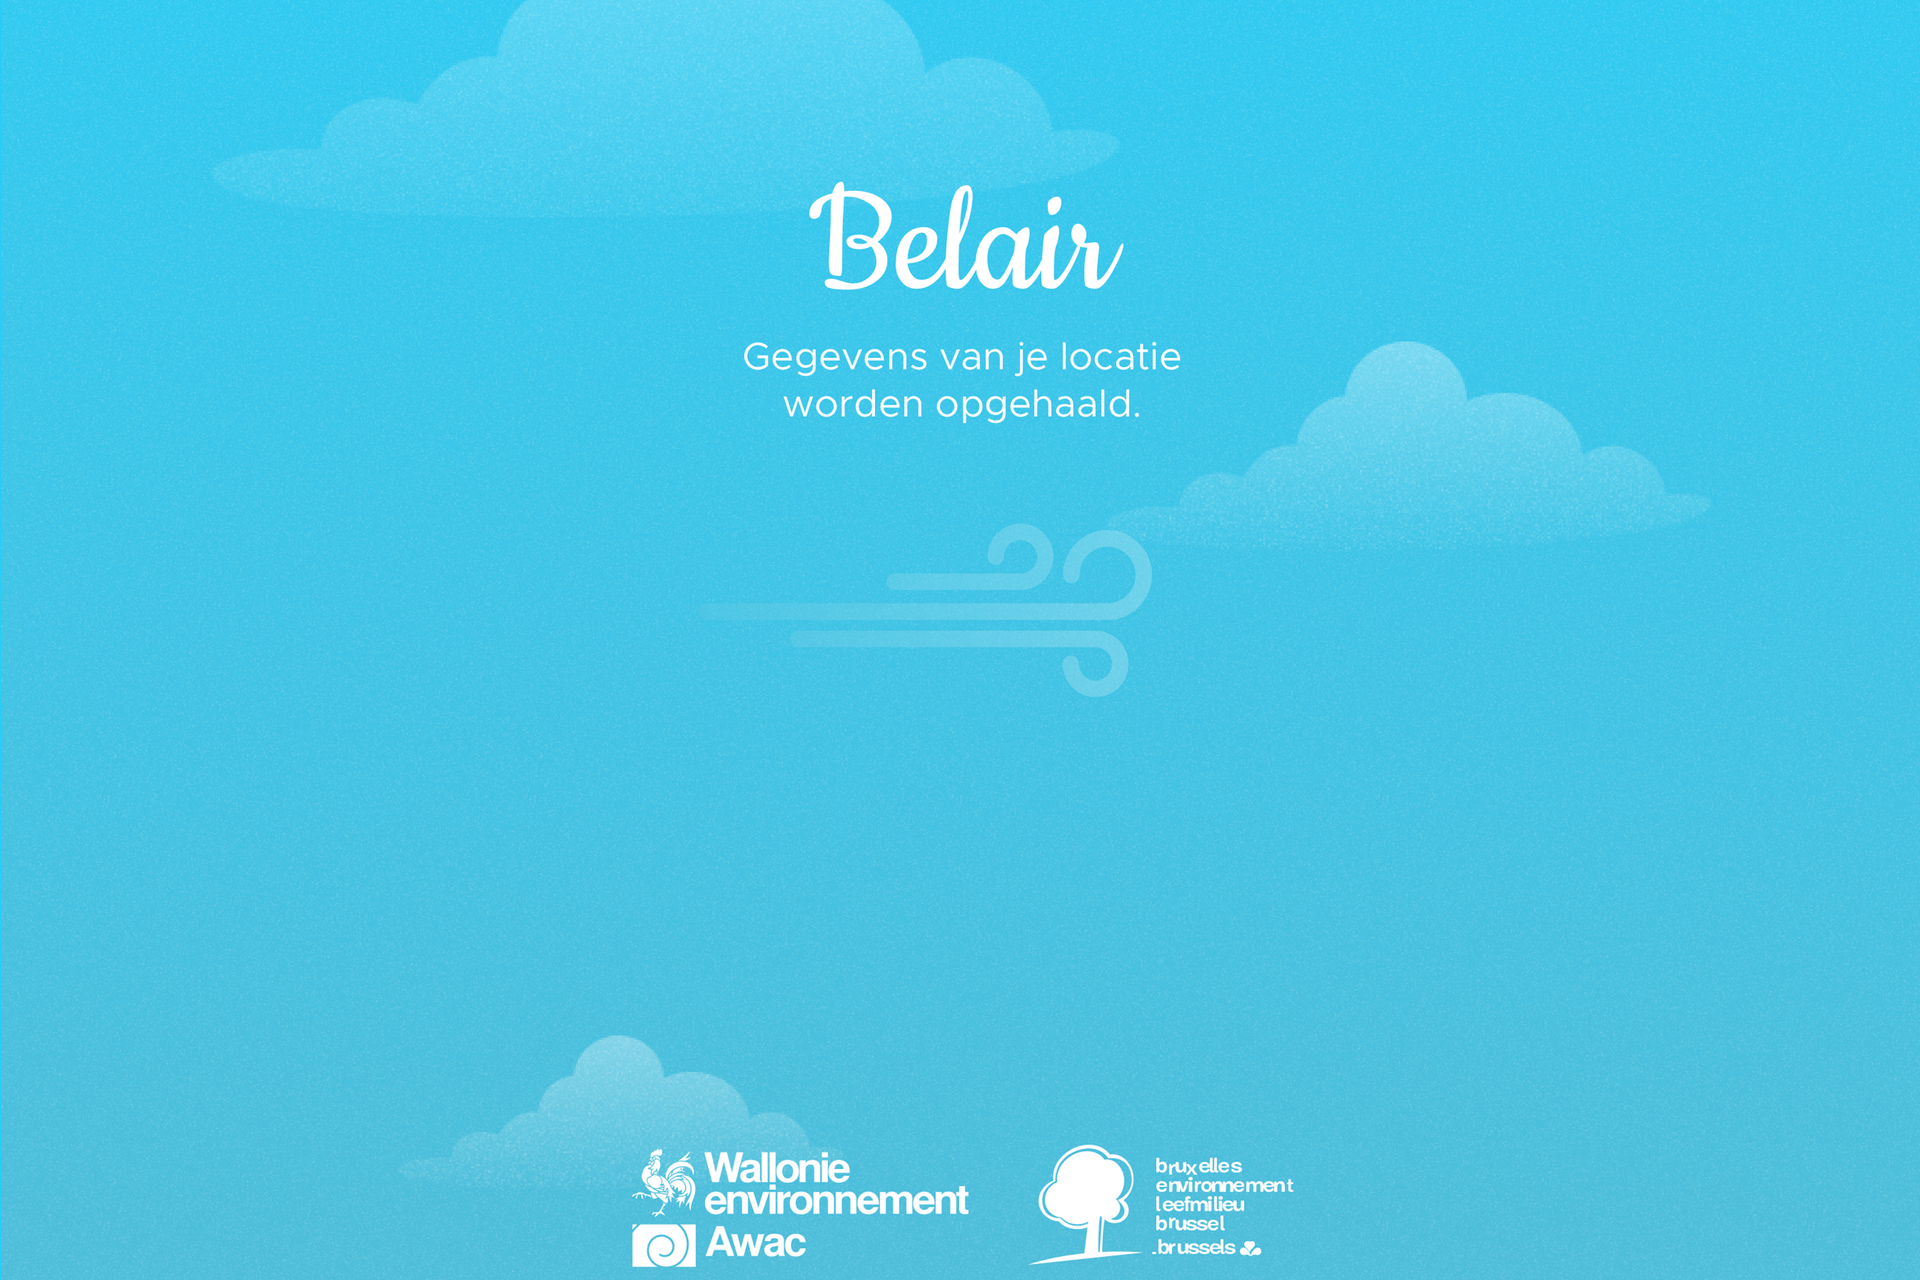 Belair
Gegevens van je locatie
worden opgehaald.
Wallonie
environnement
Awac
bruxelles
environnement
leefmilieu
brussel
.brussels